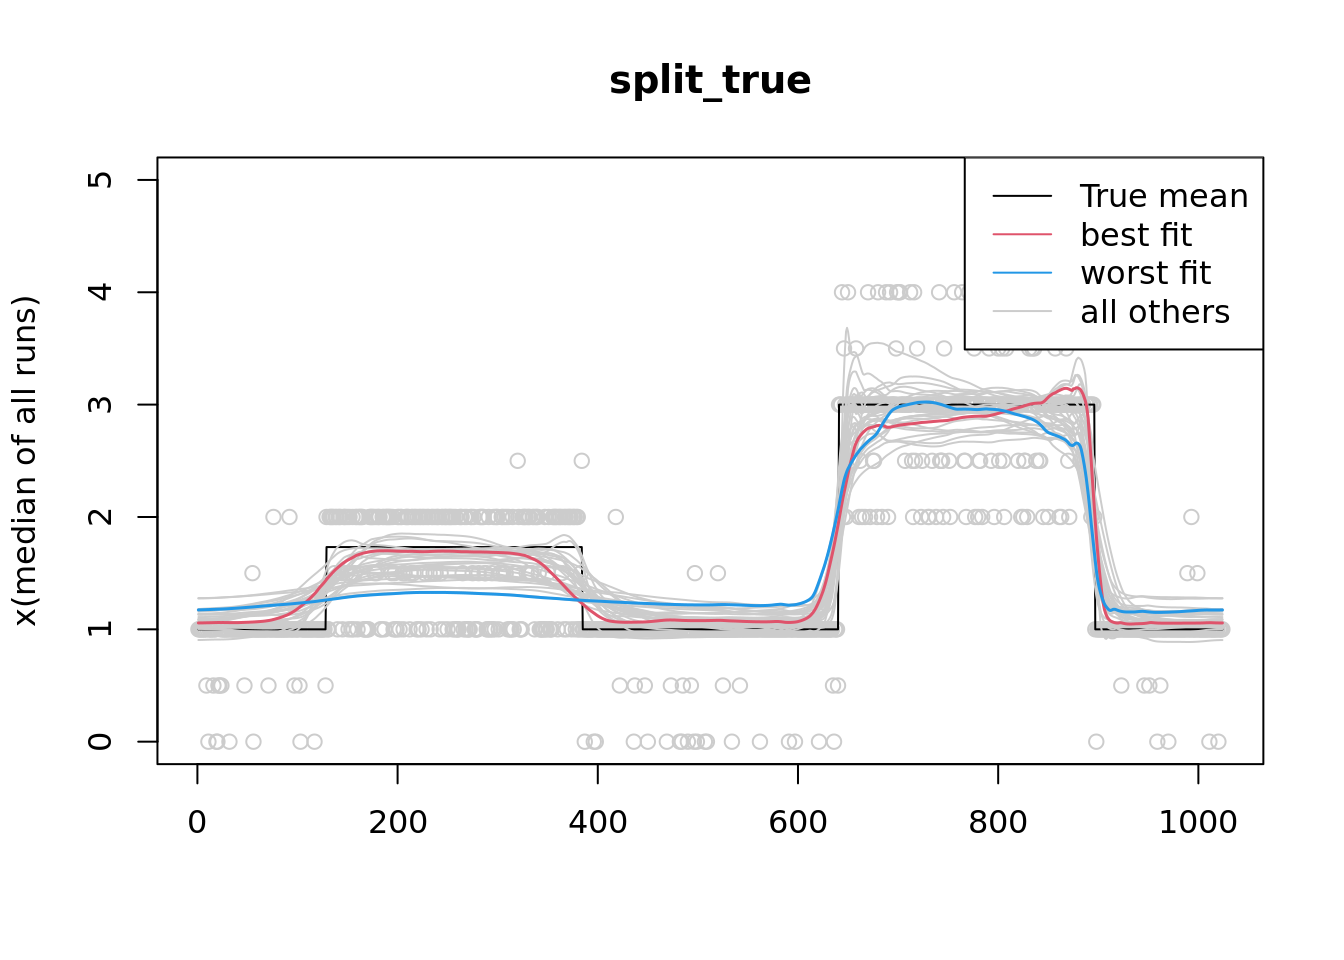 split_true
x(median of all runs)
5
4
3
2
1
0
True mean
best fit
worst fit
all others
0 200 400 600 800 1000